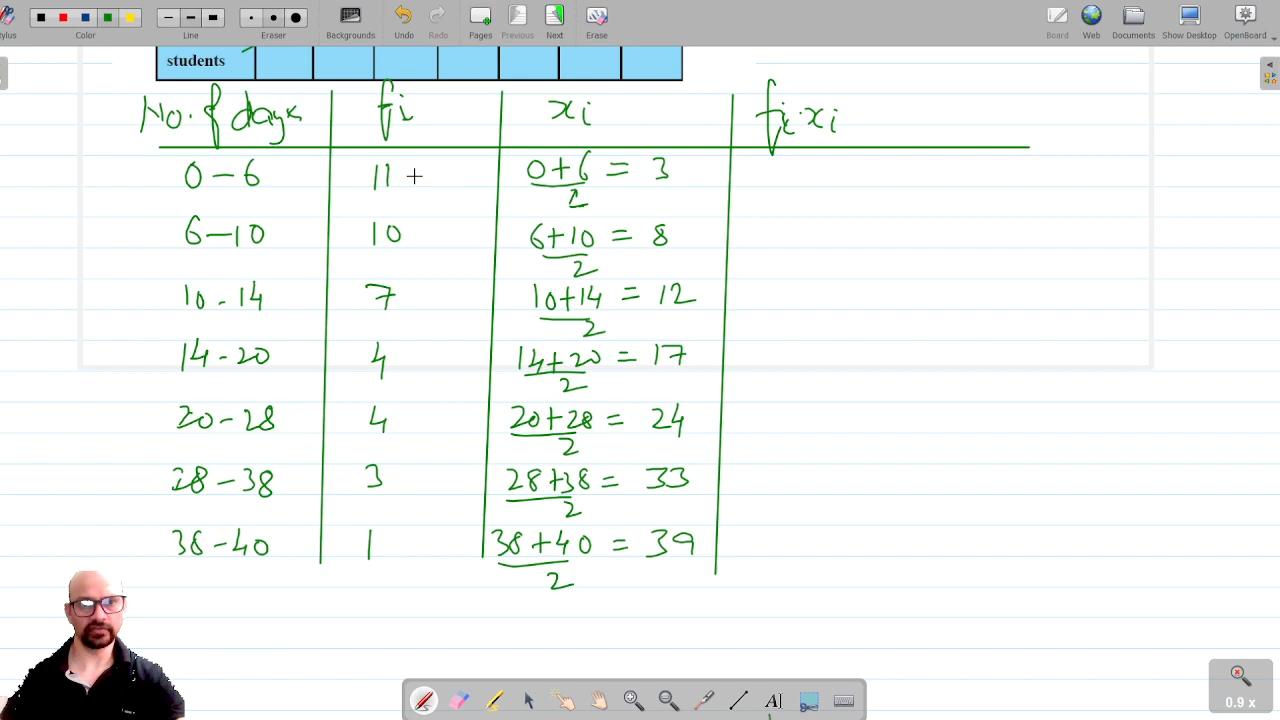 Stylus Color Line Eraser Backgrounds Undo Redo Pages Previous Next Erase Board Web Documents Show Desktop OpenBoard
students
No. of days fi xi fi.xi
0-6 11 0+6/2 = 3
6-10 10 6+10/2 = 8
10-14 7 10+14/2 = 12
14-20 4 14+20/2 = 17
20-28 4 20+28/2 = 24
28-38 3 28+38/2 = 33
38-40 1 38+40/2 = 39
0.9 x